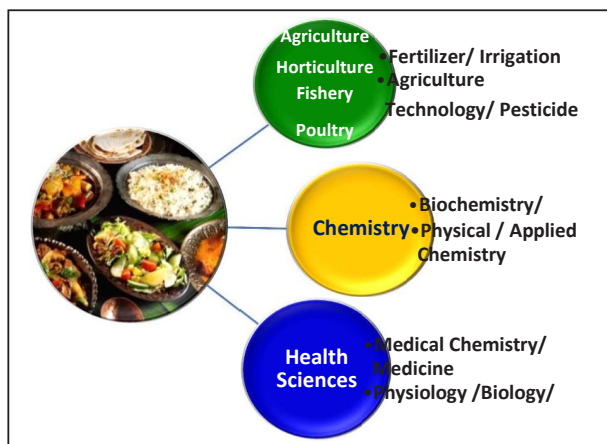 Agriculture
Horticulture
Fishery
Poultry
•Fertilizer/ Irrigation
•Agriculture
Technology/ Pesticide
Chemistry
•Biochemistry/
•Physical / Applied
Chemistry
Health
Sciences
•Medical Chemistry/
Medicine
•Physiology /Biology/